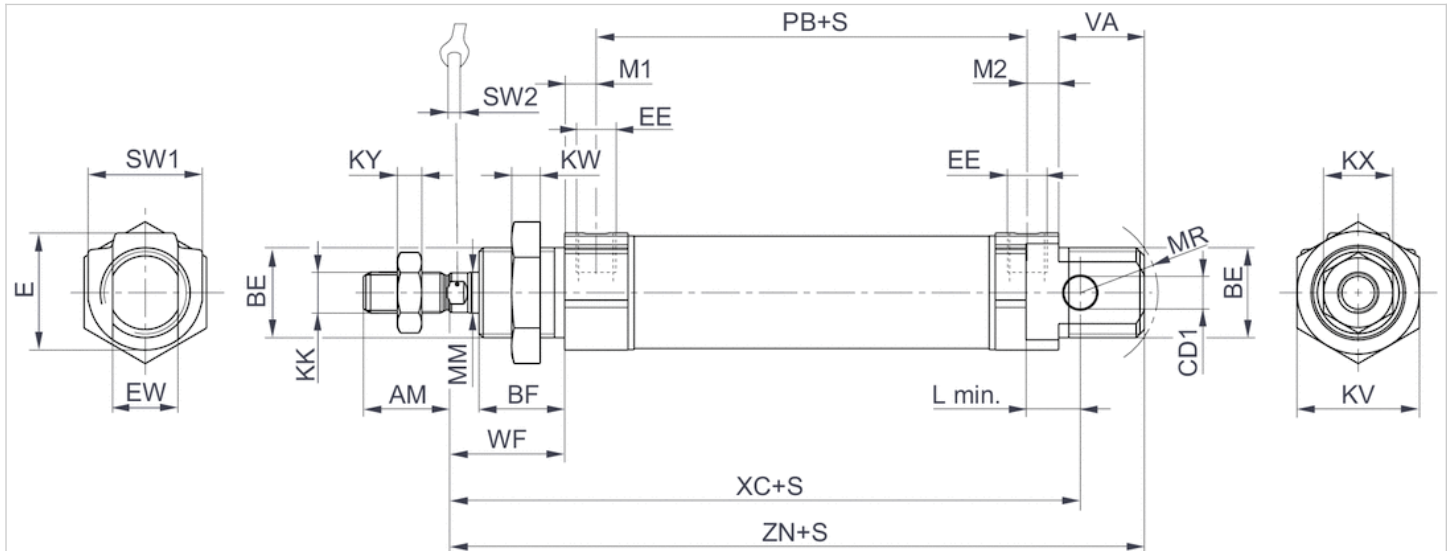 PB+S
VA
M1
M2
SW2
EE
SW1
KY
KW
EE
KX
MR
E
BE
BE
CD1
KK
MM
EW
AM
BF
L min.
KV
WF
XC+S
ZN+S